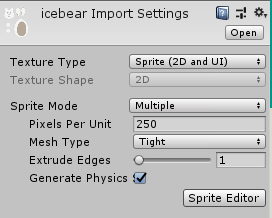 icebear Import Settings
Open
Texture Type Sprite (2D and UI)
Texture Shape 2D
Sprite Mode Multiple
Pixels Per Unit 250
Mesh Type Tight
Extrude Edges 1
Generate Physics S
Sprite Editor